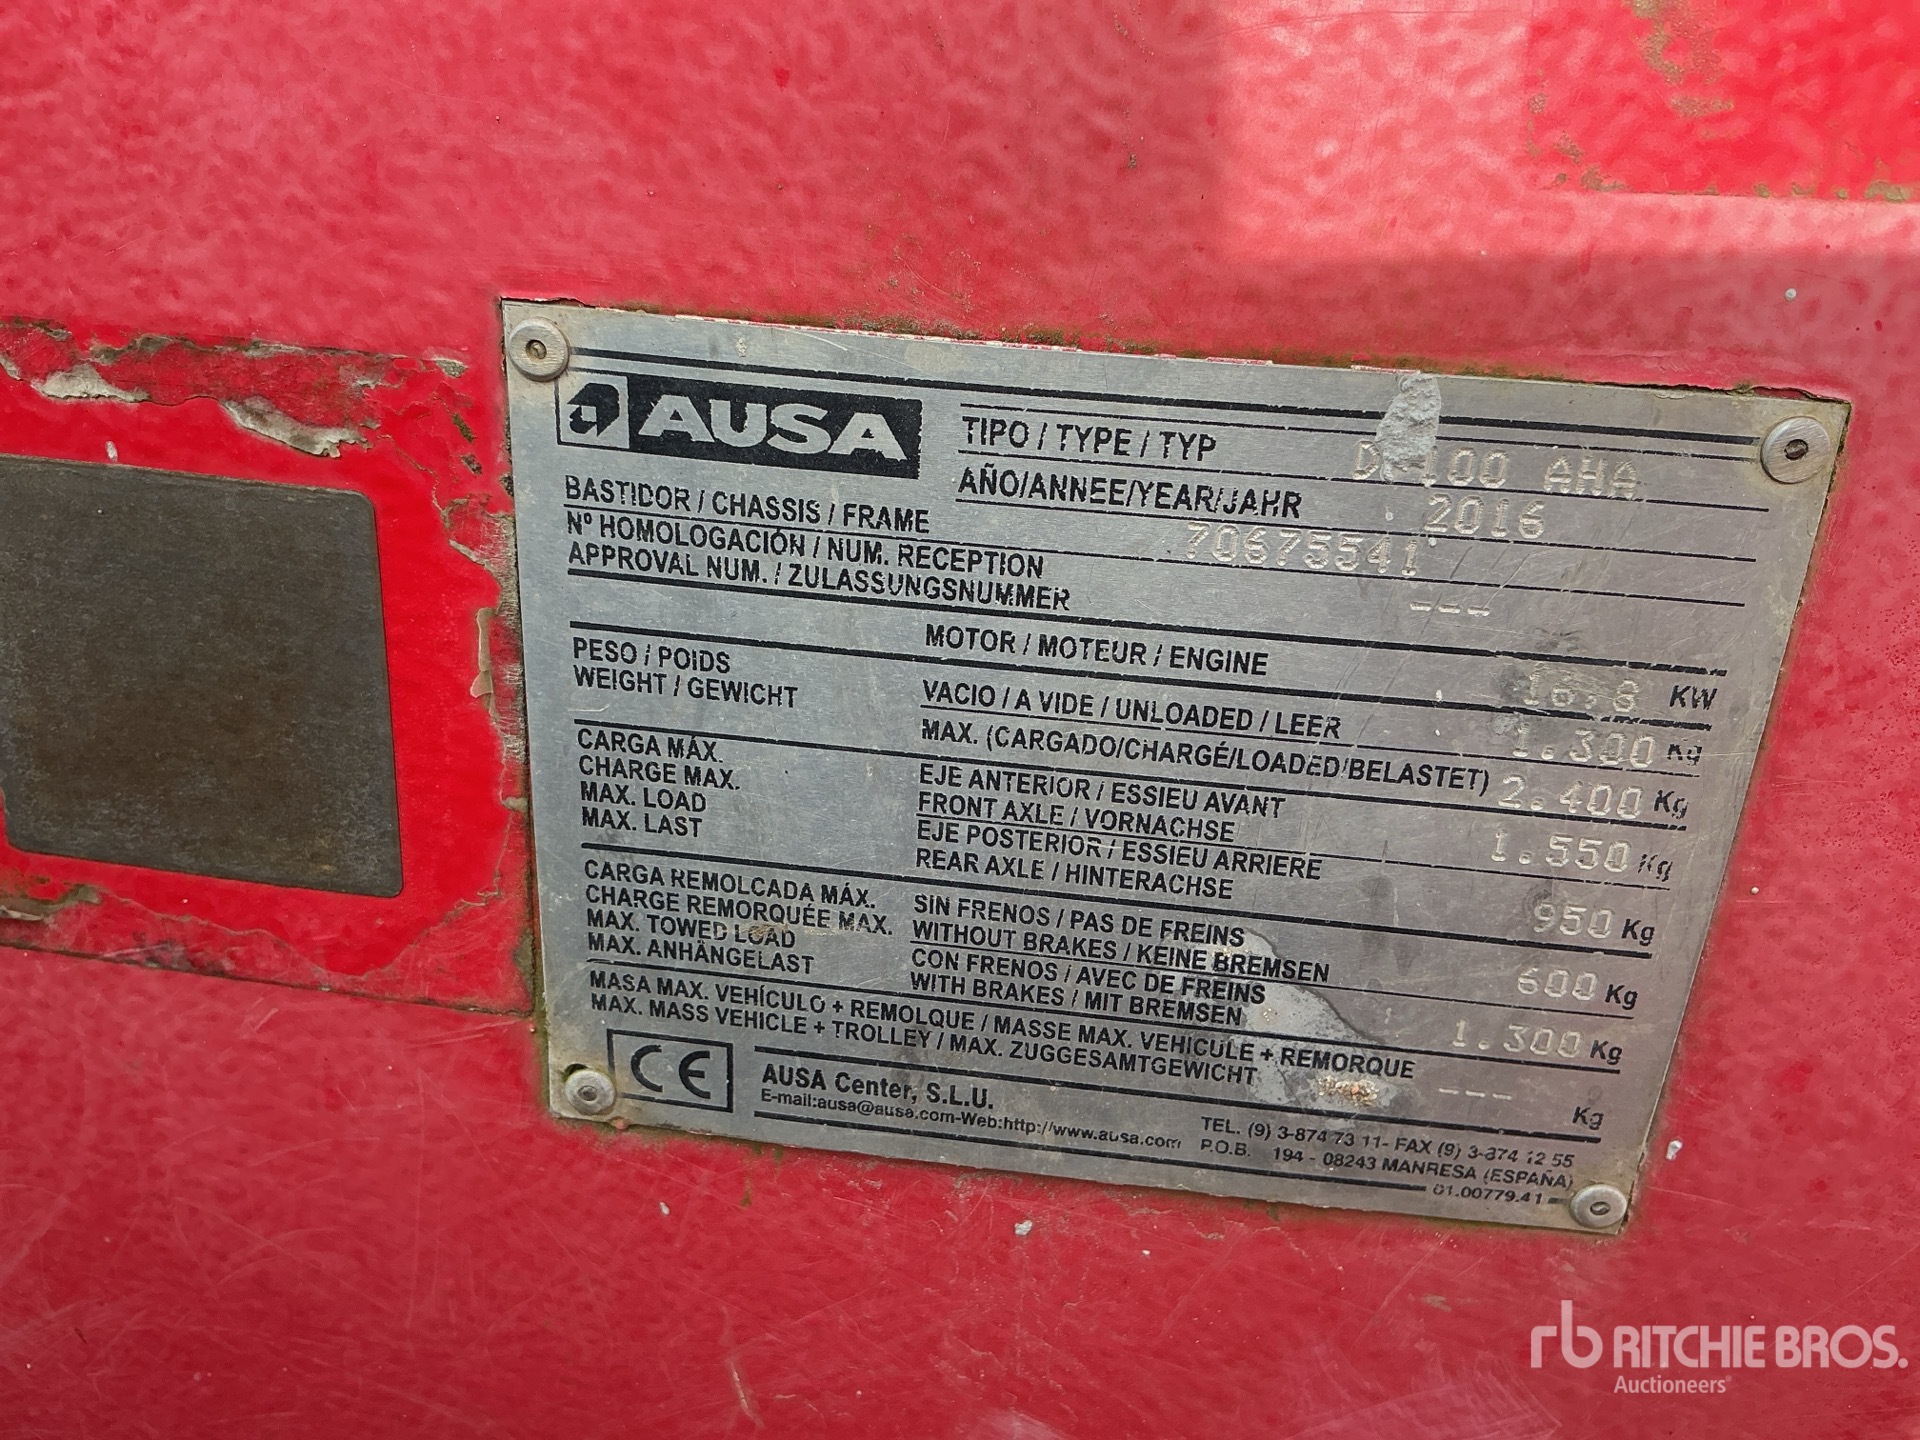 AUSA
TIPO / TYPE / TYP 100 AHA
AÑO/ANNEE/YEAR/JAHR 2016
BASTIDOR / CHASSIS / FRAME 70675541
Nº HOMOLOGACIÓN / NUM. RECEPTION
APPROVAL NUM. / ZULASSUNGSNUMMER ---
MOTOR / MOTEUR / ENGINE 16,8 KW
PESO / POIDS
WEIGHT / GEWICHT
VACIO / A VIDE / UNLOADED / LEER 1.300 Kg
MAX. (CARGADO/CHARGÉ/LOADED/BELASTET) 2.400 Kg
CARGA MÁX.
CHARGE MAX.
MAX. LOAD
MAX. LAST
EJE ANTERIOR / ESSIEU AVANT
FRONT AXLE / VORNACHSE 1.550 Kg
EJE POSTERIOR / ESSIEU ARRIERE
REAR AXLE / HINTERACHSE 950 Kg
CARGA REMOLCADA MÁX.
CHARGE REMORQUÉE MAX.
MAX. TOWED LOAD
MAX. ANHÄNGELAST
SIN FRENOS / PAS DE FREINS
WITHOUT BRAKES / KEINE BREMSEN 600 Kg
CON FRENOS / AVEC DE FREINS
WITH BRAKES / MIT BREMSEN 1.300 Kg
MASA MAX. VEHÍCULO + REMOLQUE / MASSE MAX. VEHICULE + REMORQUE
MAX. MASS VEHICLE + TROLLEY / MAX. ZUGGESAMTGEWICHT --- Kg
CE
AUSA Center, S.L.U.
E-mail:ausa@ausa.com-Web:http://www.ausa.com
TEL. (9) 3-874 73 11- FAX (9) 3-874 12 55
P.O.B. 194 - 08243 MANRESA (ESPAÑA)
01.00779.41
rb RITCHIE BROS.
Auctioneers